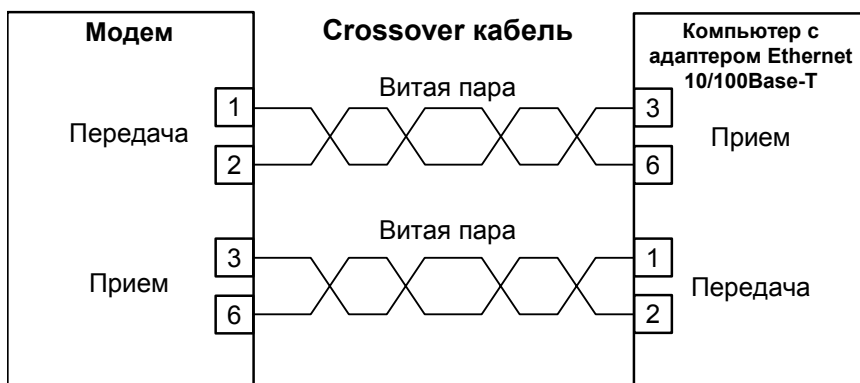 Модем
Crossover кабель
Компьютер с
адаптером Ethernet
10/100Base-T
Витая пара
1
3
Передача
Прием
2
6
Витая пара
3
1
Прием
Передача
6
2